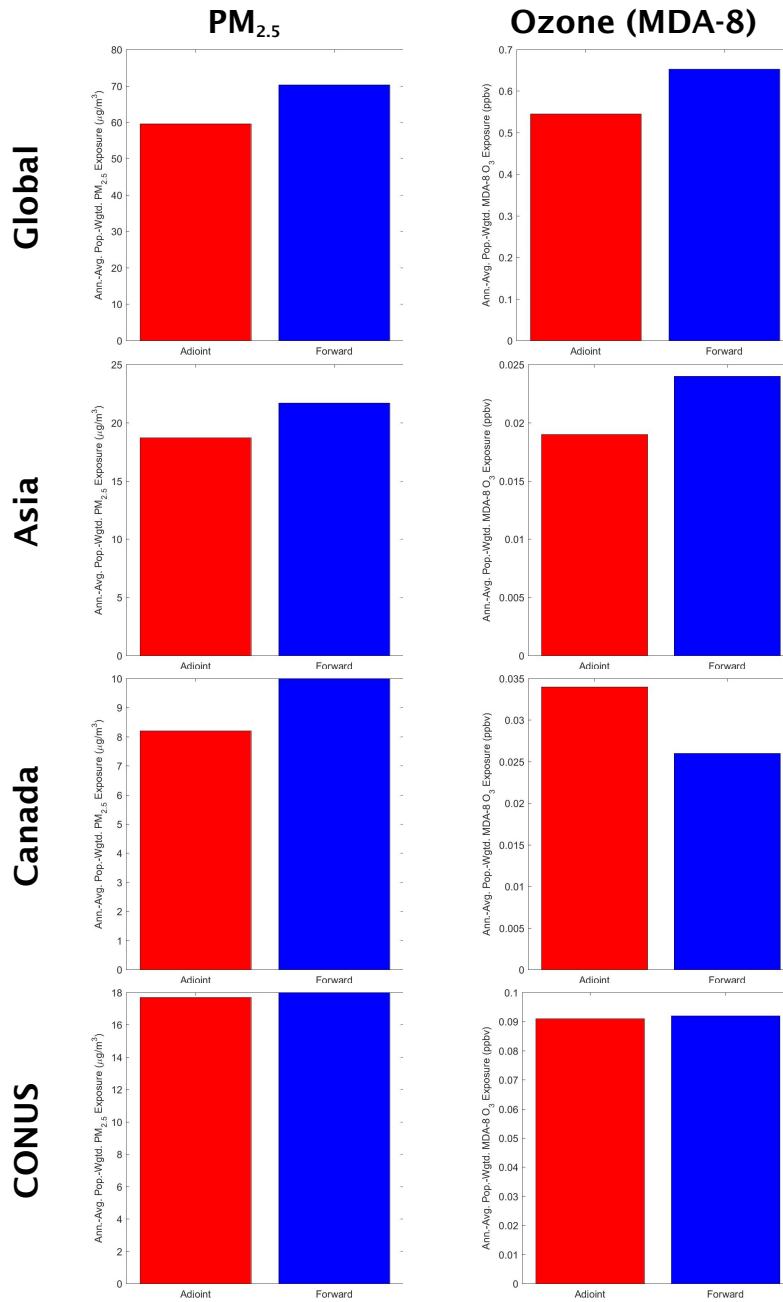 PM2.5
Ozone (MDA-8)
Global
Ann.-Avg. Pop.-Wgtd. PM2.5 Exposure (μg/m3)
80
70
60
50
40
30
20
10
0
Adjoint
Forward
Ann.-Avg. Pop.-Wgtd. MDA-8 O3 Exposure (ppbv)
0.7
0.6
0.5
0.4
0.3
0.2
0.1
0
Adjoint
Forward
Asia
Ann.-Avg. Pop.-Wgtd. PM2.5 Exposure (μg/m3)
25
20
15
10
5
0
Adjoint
Forward
Ann.-Avg. Pop.-Wgtd. MDA-8 O3 Exposure (ppbv)
0.025
0.02
0.015
0.01
0.005
0
Adjoint
Forward
Canada
Ann.-Avg. Pop.-Wgtd. PM2.5 Exposure (μg/m3)
10
9
8
7
6
5
4
3
2
1
0
Adjoint
Forward
Ann.-Avg. Pop.-Wgtd. MDA-8 O3 Exposure (ppbv)
0.035
0.03
0.025
0.02
0.015
0.01
0.005
0
Adjoint
Forward
CONUS
Ann.-Avg. Pop.-Wgtd. PM2.5 Exposure (μg/m3)
18
16
14
12
10
8
6
4
2
0
Adjoint
Forward
Ann.-Avg. Pop.-Wgtd. MDA-8 O3 Exposure (ppbv)
0.1
0.09
0.08
0.07
0.06
0.05
0.04
0.03
0.02
0.01
0
Adjoint
Forward